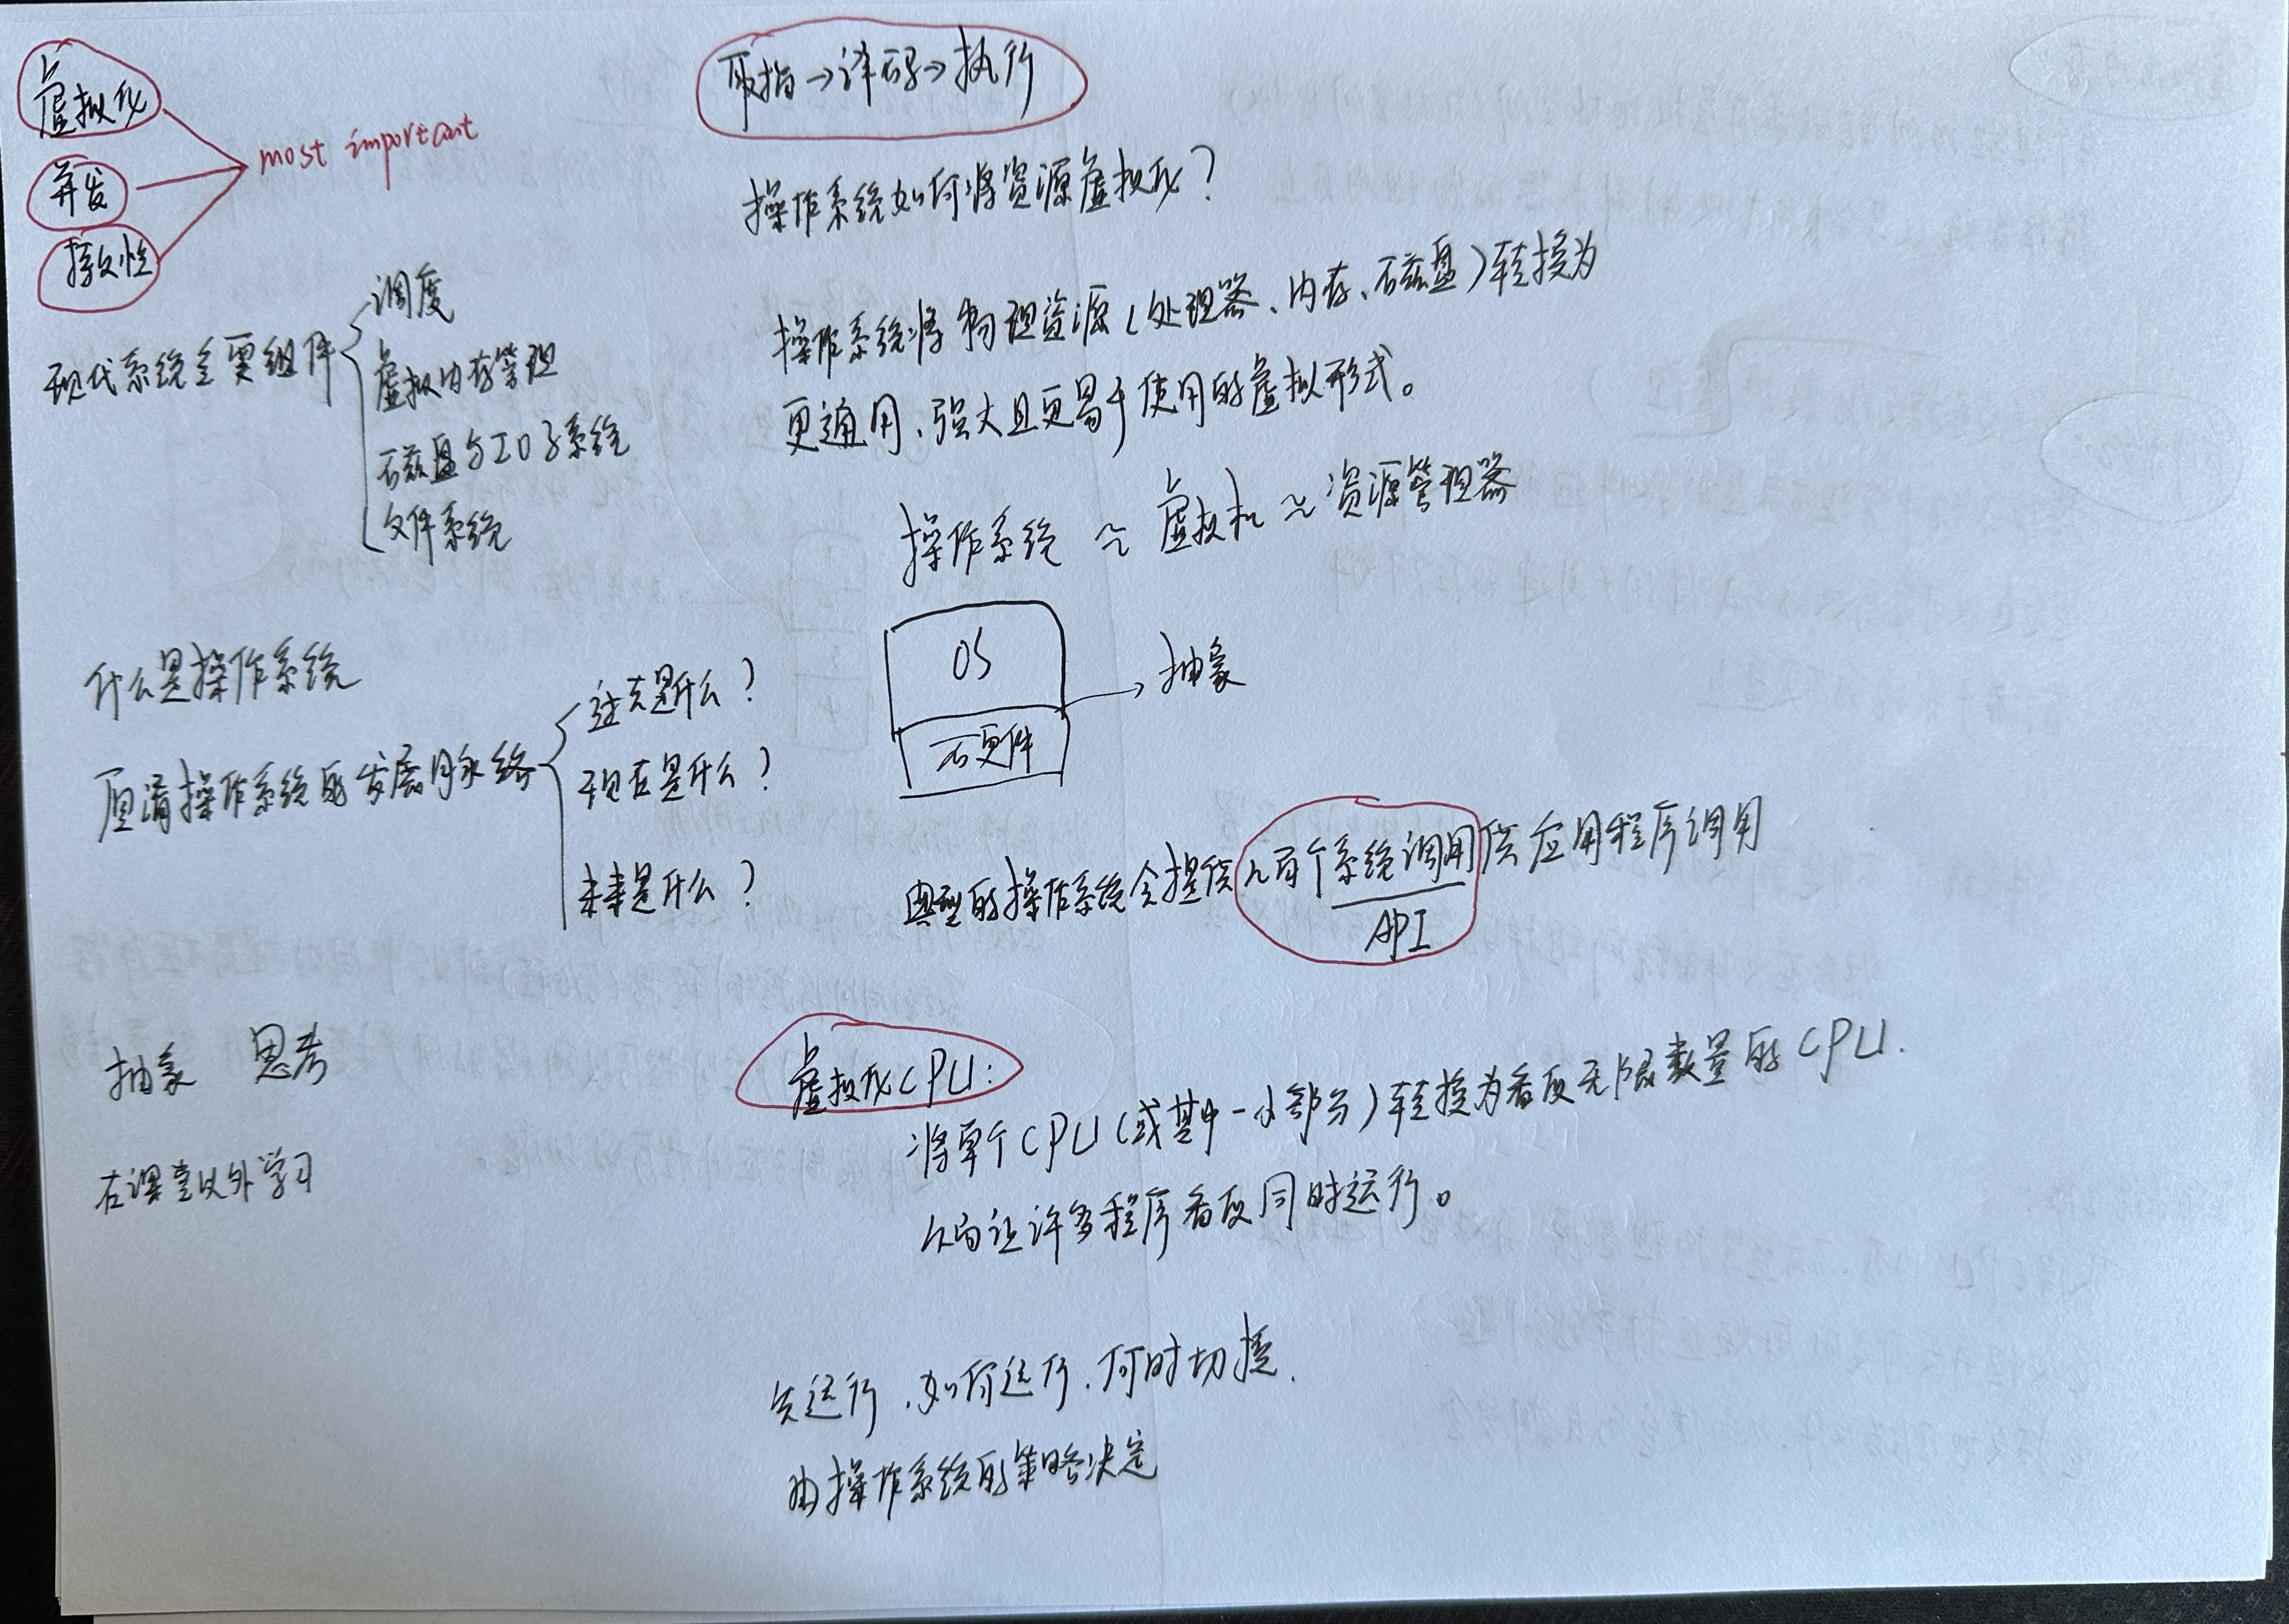 虚拟化
并发
持久性
most important
现代系统主要组件
调度
虚拟内存管理
磁盘与IO子系统
文件系统
什么是操作系统
厘清操作系统的发展脉络
过去是什么?
现在是什么?
未来是什么?
抽象 思考
在课堂以外学习
取指→译码→执行
操作系统如何将资源虚拟化?
操作系统将物理资源(处理器、内存、磁盘)转换为
更通用、强大且更易于使用的虚拟形式。
操作系统 ≈ 虚拟机 ≈ 资源管理器
OS
硬件
抽象
典型的操作系统会提供几百个系统调用供应用程序调用
API
虚拟化CPU:
将单个CPU(或其中一小部分)转换为看似无限数量的CPU.
从而让许多程序看似同时运行。
先运行、如何运行、何时切换.
由操作系统的策略决定